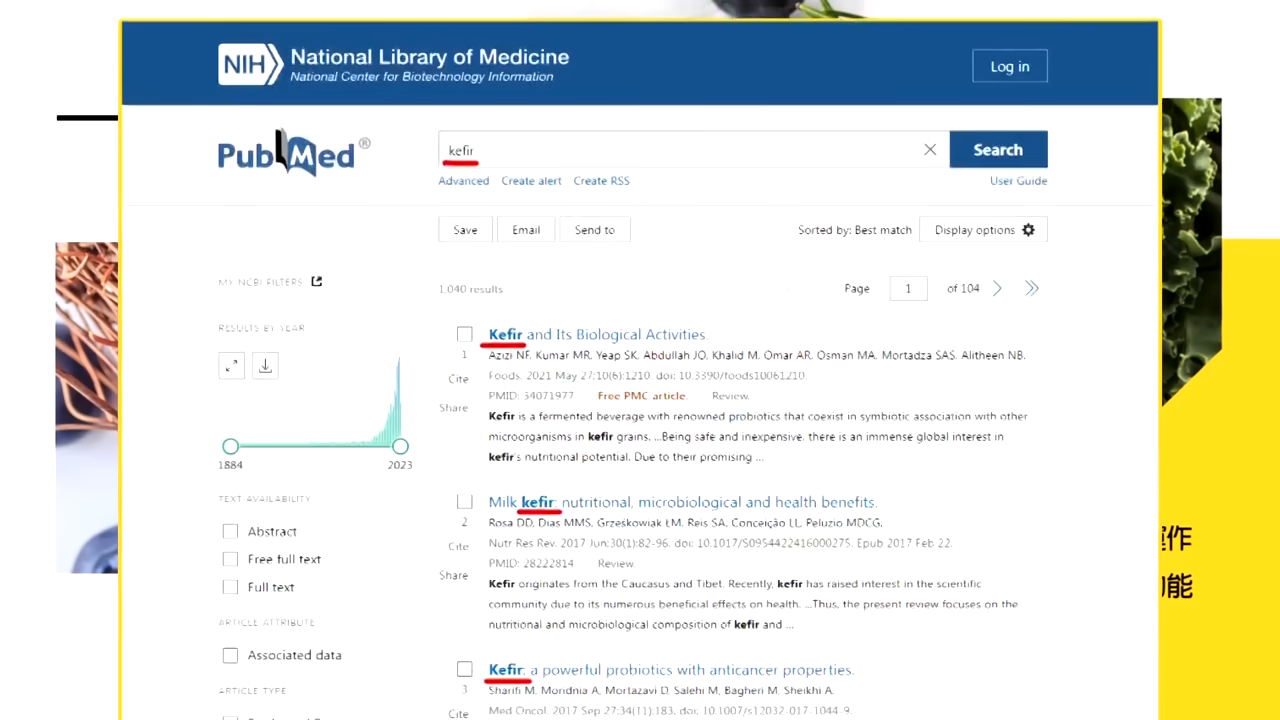 NIH National Library of Medicine
National Center for Biotechnology Information
Log in
PubMed®
kefir
Search
Advanced Create alert Create RSS
User Guide
Save Email Send to
Sorted by: Best match Display options
MY NCBI FILTERS
1,040 results
Page 1 of 104
RESULTS BY YEAR
1884 2023
TEXT AVAILABILITY
Abstract
Free full text
Full text
ARTICLE ATTRIBUTE
Associated data
ARTICLE TYPE
Kefir and Its Biological Activities.
1
Azizi NF, Kumar MR, Yeap SK, Abdullah JO, Khalid M, Omar AR, Osman MA, Mortadza SAS, Alitheen NB.
Cite
Foods. 2021 May 27;10(6):1210. doi: 10.3390/foods10061210.
PMID: 34071977 Free PMC article. Review.
Share
Kefir is a fermented beverage with renowned probiotics that coexist in symbiotic association with other
microorganisms in kefir grains. ...Being safe and inexpensive, there is an immense global interest in
kefir's nutritional potential. Due to their promising ...
Milk kefir: nutritional, microbiological and health benefits.
2
Rosa DD, Dias MMS, Grześkowiak ŁM, Reis SA, Conceição LL, Peluzio MDCG.
Cite
Nutr Res Rev. 2017 Jun;30(1):82-96. doi: 10.1017/S0954422416000275. Epub 2017 Feb 22.
PMID: 28222814 Review.
Share
Kefir originates from the Caucasus and Tibet. Recently, kefir has raised interest in the scientific
community due to its numerous beneficial effects on health. ...Thus, the present review focuses on the
nutritional and microbiological composition of kefir and ...
Kefir: a powerful probiotics with anticancer properties.
3
Sharifi M, Moridnia A, Mortazavi D, Salehi M, Bagheri M, Sheikhi A.
Cite
Med Oncol. 2017 Sep 27;34(11):183. doi: 10.1007/s12032-017-1044-9.
作
能